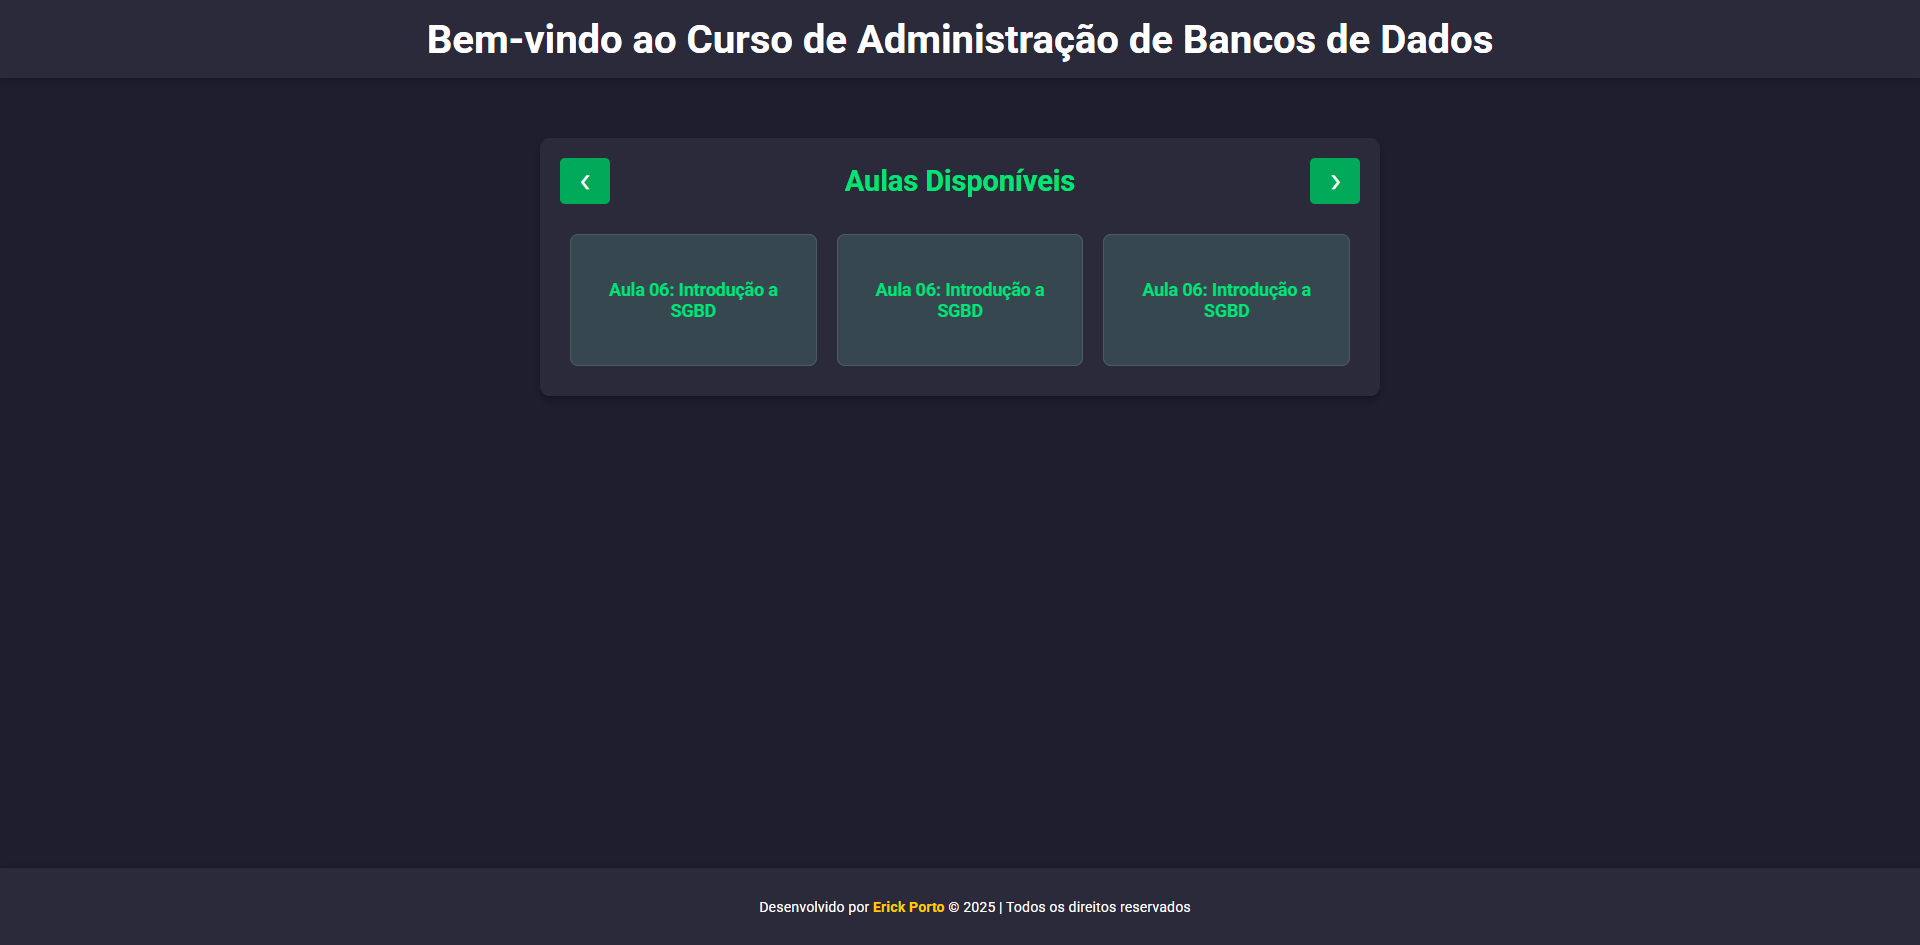 Bem-vindo ao Curso de Administração de Bancos de Dados
❮
Aulas Disponíveis
❯
Aula 06: Introdução a
SGBD
Aula 06: Introdução a
SGBD
Aula 06: Introdução a
SGBD
Desenvolvido por Erick Porto © 2025 | Todos os direitos reservados